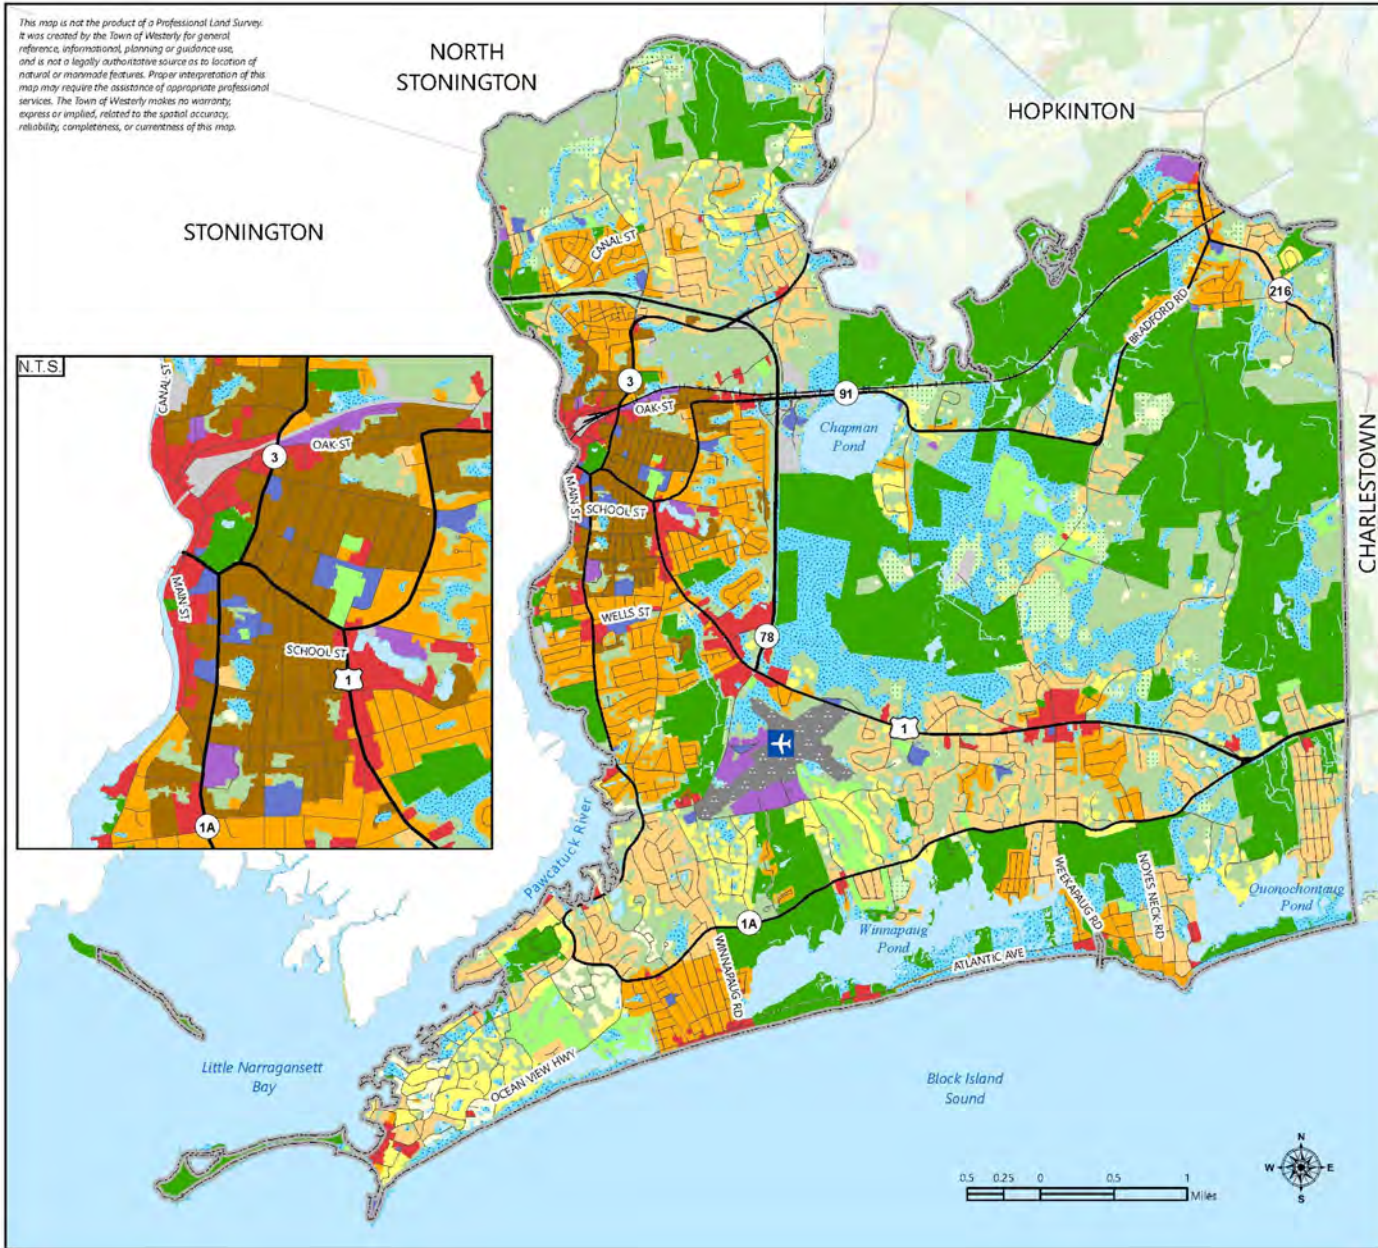 This map is not the product of a Professional Land Survey.
It was created by the Town of Westerly for general
reference, informational, planning or guidance use,
and is not a legally authoritative source as to location of
natural or manmade features. Proper interpretation of this
map may require the assistance of appropriate professional
services. The Town of Westerly makes no warranty,
express or implied, related to the spatial accuracy,
reliability, completeness, or currentness of this map.
NORTH
STONINGTON
HOPKINTON
STONINGTON
CANAL ST
216
BRADFORD RD
N.T.S.
CANAL ST
3
OAK ST
91
Chapman
Pond
OAK ST
3
CHARLESTOWN
MAIN ST
SCHOOL ST
MAIN ST
WELLS ST
78
SCHOOL ST
1
1
1A
Pawcatuck River
WEEKAPAUG RD
NOYES NECK RD
Quonochontaug
Pond
1A
Winnapaug
Pond
WINNAPAUG RD
ATLANTIC AVE
OCEAN VIEW HWY
Little Narragansett
Bay
Block Island
Sound
N
W E
S
0.5 0.25 0 0.5 1
Miles